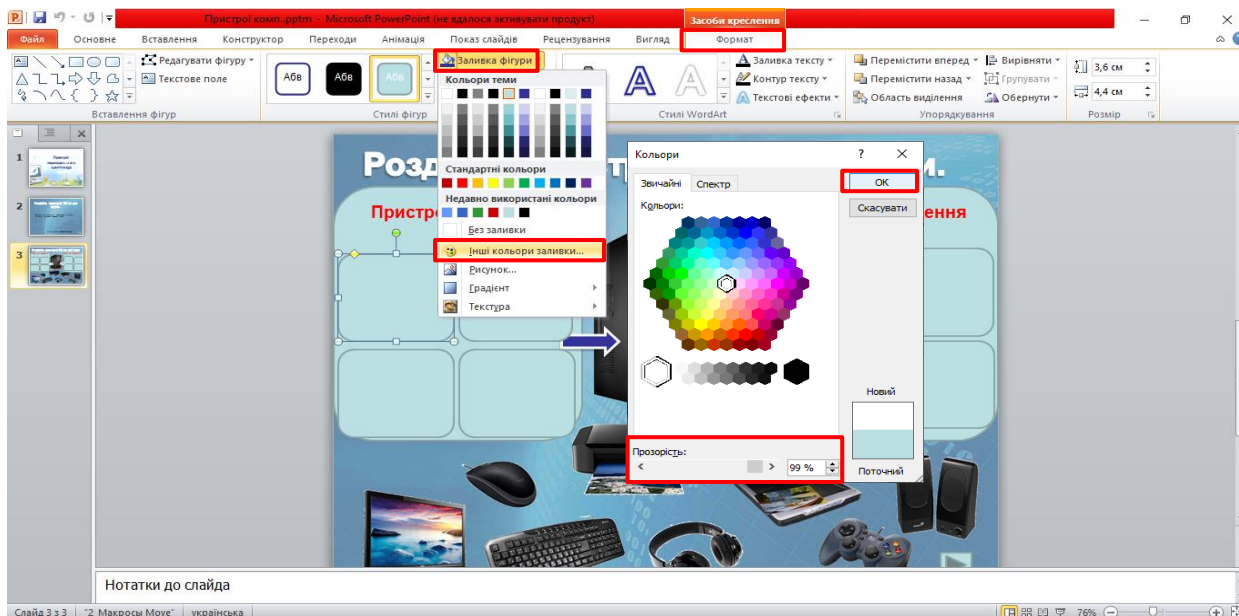 Пристрої комп..pptm - Microsoft PowerPoint (не вдалося активувати продукт)
Засоби креслення
Файл Основне Вставлення Конструктор Переходи Анімація Показ слайдів Рецензування Вигляд Формат
Редагувати фігуру
Текстове поле
Вставлення фігур
Абв Абв Абв
Стилі фігур
Заливка фігури
Кольори теми
Стандартні кольори
Недавно використані кольори
Без заливки
Інші кольори заливки...
Рисунок...
Градієнт
Текстура
А А
Заливка тексту
Контур тексту
Текстові ефекти
Стилі WordArt
Перемістити вперед
Перемістити назад
Область виділення
Вирівняти
Групувати
Обернути
Упорядкування
3,6 см
4,4 см
Розмір
1
2
3
Кольори ?
Звичайні Спектр
Кольори:
ОК
Скасувати
Новий
Поточний
Прозорість:
99 %
Нотатки до слайда
Слайд 3 з 3 "2_Макросы Move" українська 76%